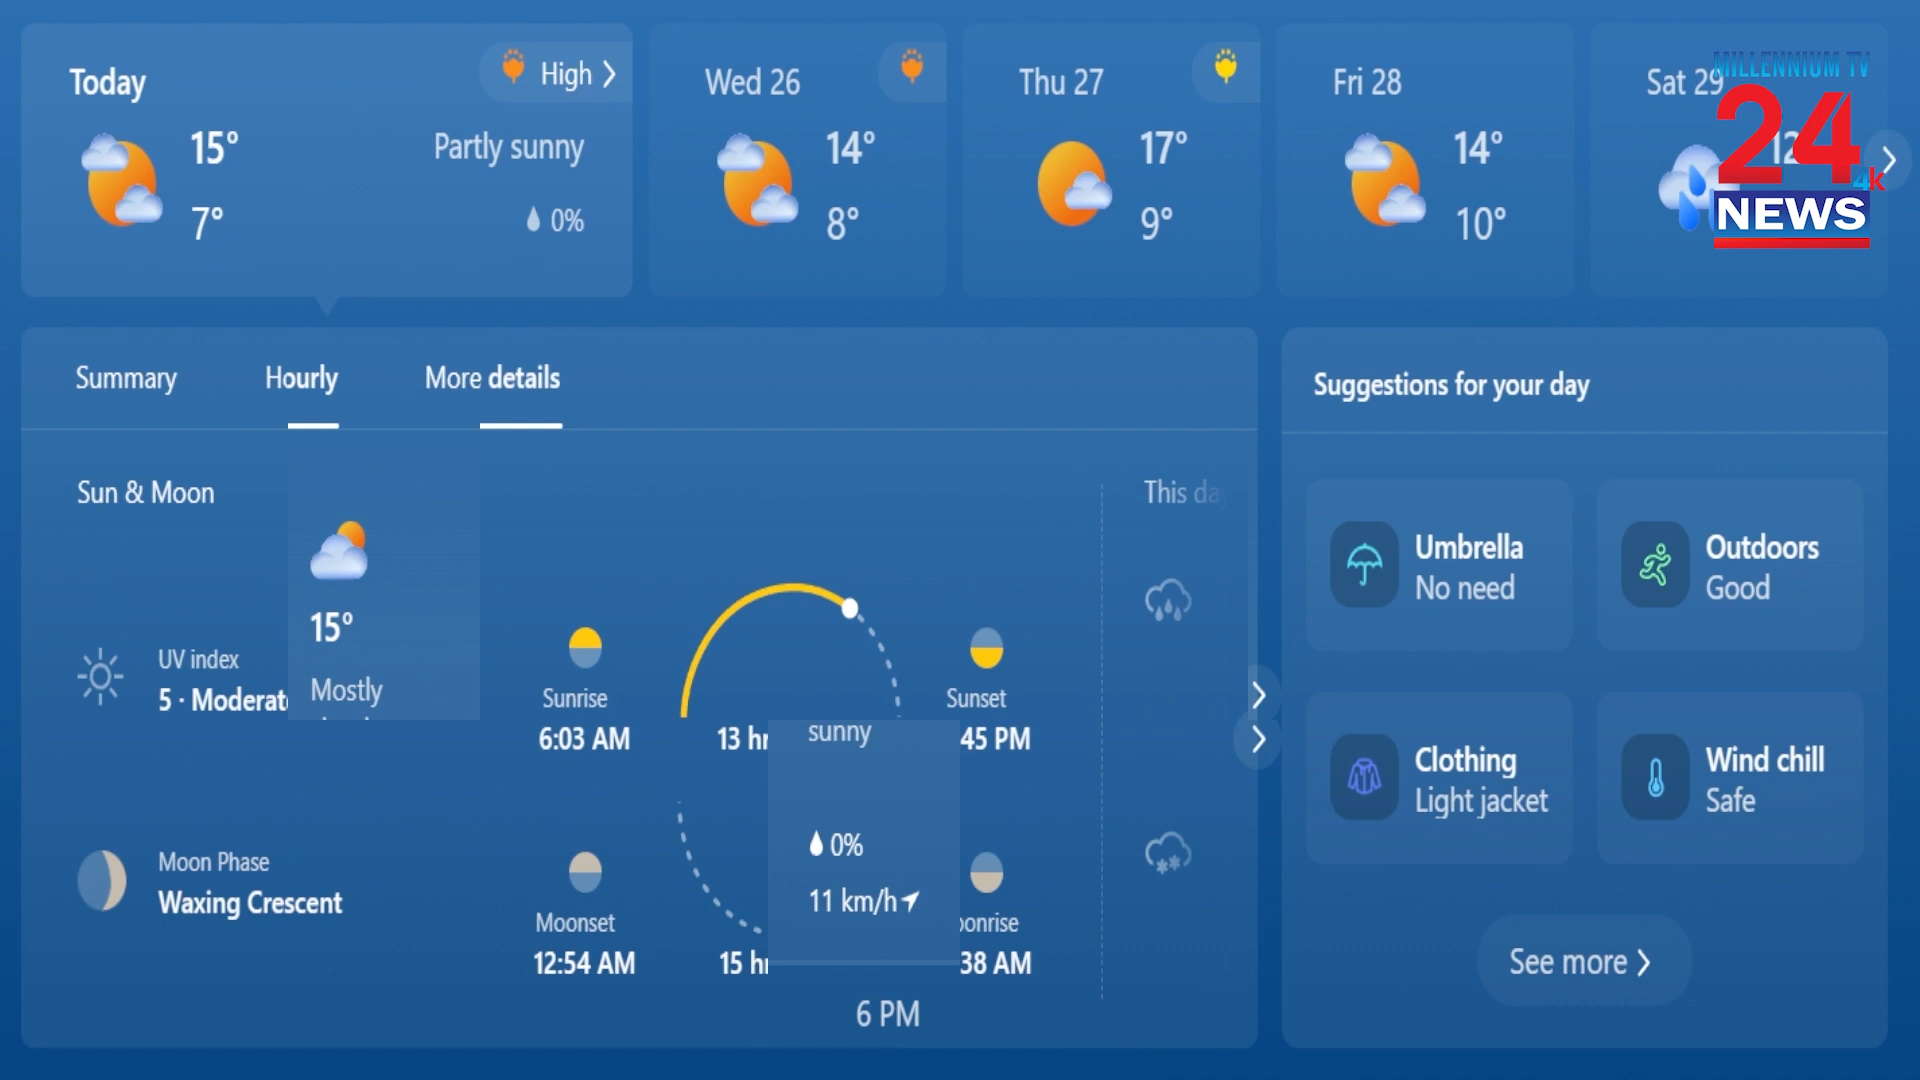 Today
High
15°
7°
Partly sunny
0%
Wed 26
14°
8°
Thu 27
17°
9°
Fri 28
14°
10°
Sat 29
12
MILLENNIUM TV
24
4k
NEWS
Summary
Hourly
More details
Suggestions for your day
Sun & Moon
This day
15°
Mostly
UV index
5 · Moderat
Sunrise
6:03 AM
13 hr
sunny
Sunset
45 PM
0%
11 km/h
Moon Phase
Waxing Crescent
Moonset
12:54 AM
15 hr
oonrise
38 AM
6 PM
Umbrella
No need
Outdoors
Good
Clothing
Light jacket
Wind chill
Safe
See more